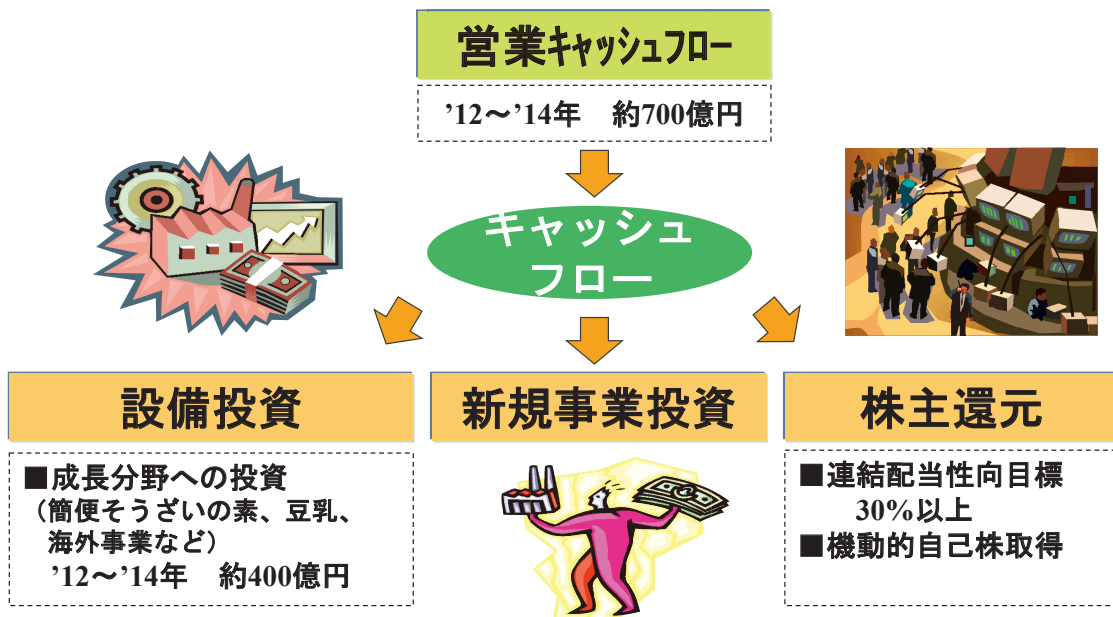 営業キャッシュフロー
’12～’14年　約700億円
キャッシュ
フロー
設備投資
■成長分野への投資
（簡便そうざいの素、豆乳、
海外事業など）
’12～’14年　約400億円
新規事業投資
株主還元
■連結配当性向目標
30%以上
■機動的自己株取得